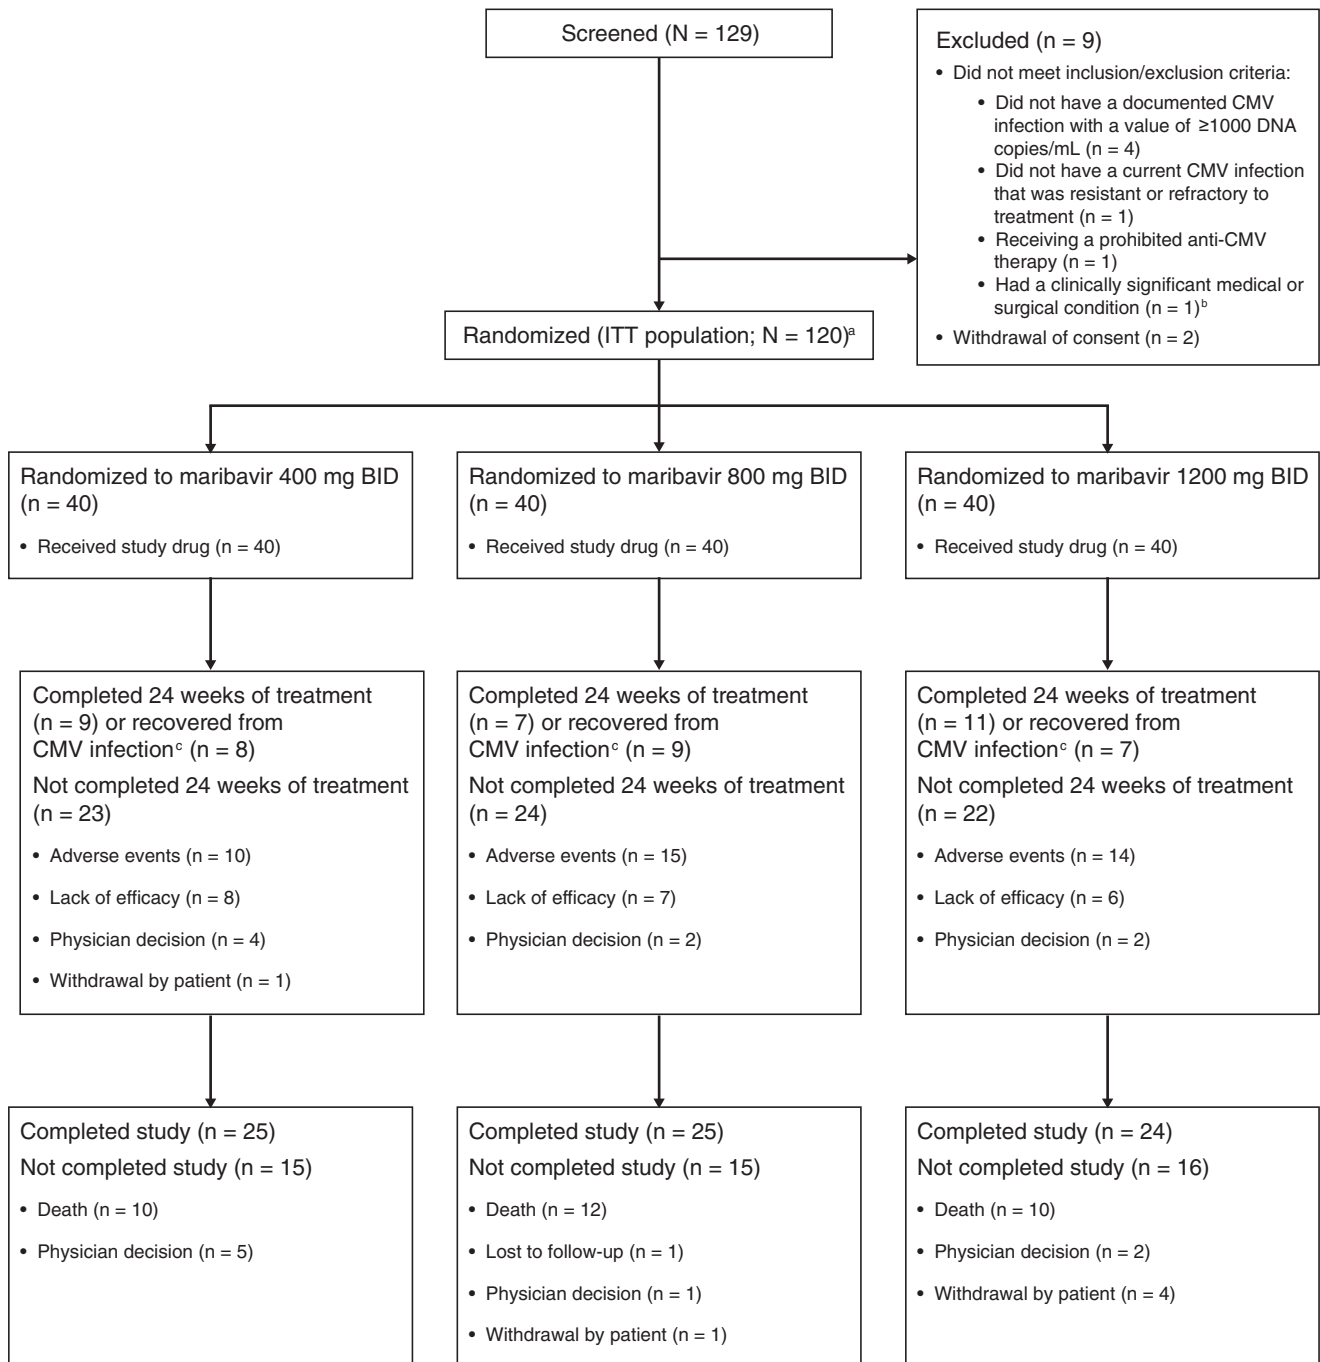 Screened (N = 129)
Excluded (n = 9)
• Did not meet inclusion/exclusion criteria:
• Did not have a documented CMV
infection with a value of ≥1000 DNA
copies/mL (n = 4)
• Did not have a current CMV infection
that was resistant or refractory to
treatment (n = 1)
• Receiving a prohibited anti-CMV
therapy (n = 1)
• Had a clinically significant medical or
surgical condition (n = 1)ᵇ
• Withdrawal of consent (n = 2)
Randomized (ITT population; N = 120)ᵃ
Randomized to maribavir 400 mg BID
(n = 40)
• Received study drug (n = 40)
Randomized to maribavir 800 mg BID
(n = 40)
• Received study drug (n = 40)
Randomized to maribavir 1200 mg BID
(n = 40)
• Received study drug (n = 40)
Completed 24 weeks of treatment
(n = 9) or recovered from
CMV infectionᶜ (n = 8)
Not completed 24 weeks of treatment
(n = 23)
• Adverse events (n = 10)
• Lack of efficacy (n = 8)
• Physician decision (n = 4)
• Withdrawal by patient (n = 1)
Completed 24 weeks of treatment
(n = 7) or recovered from
CMV infectionᶜ (n = 9)
Not completed 24 weeks of treatment
(n = 24)
• Adverse events (n = 15)
• Lack of efficacy (n = 7)
• Physician decision (n = 2)
Completed 24 weeks of treatment
(n = 11) or recovered from
CMV infectionᶜ (n = 7)
Not completed 24 weeks of treatment
(n = 22)
• Adverse events (n = 14)
• Lack of efficacy (n = 6)
• Physician decision (n = 2)
Completed study (n = 25)
Not completed study (n = 15)
• Death (n = 10)
• Physician decision (n = 5)
Completed study (n = 25)
Not completed study (n = 15)
• Death (n = 12)
• Lost to follow-up (n = 1)
• Physician decision (n = 1)
• Withdrawal by patient (n = 1)
Completed study (n = 24)
Not completed study (n = 16)
• Death (n = 10)
• Physician decision (n = 2)
• Withdrawal by patient (n = 4)